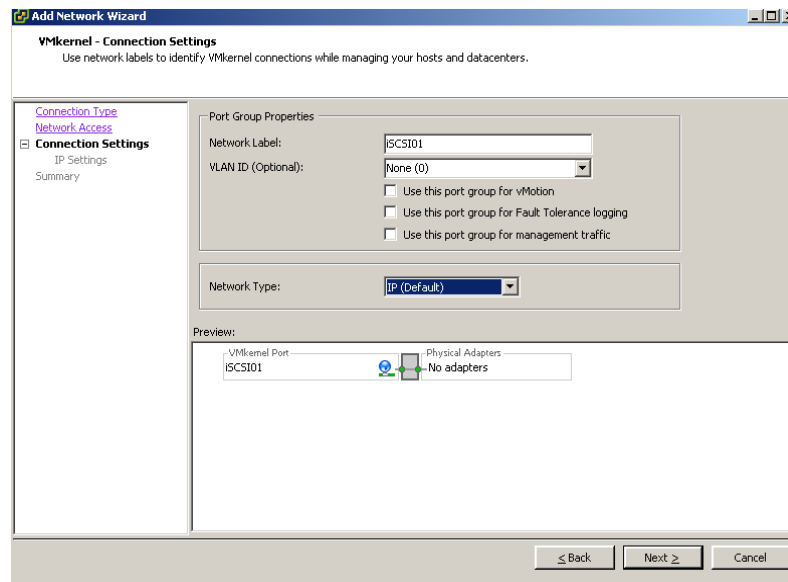 Add Network Wizard
VMkernel - Connection Settings
Use network labels to identify VMkernel connections while managing your hosts and datacenters.
Connection Type
Network Access
Connection Settings
IP Settings
Summary
Port Group Properties
Network Label:
iSCSI01
VLAN ID (Optional):
None (0)
Use this port group for vMotion
Use this port group for Fault Tolerance logging
Use this port group for management traffic
Network Type:
IP (Default)
Preview:
VMkernel Port
iSCSI01
Physical Adapters
No adapters
< Back
Next >
Cancel